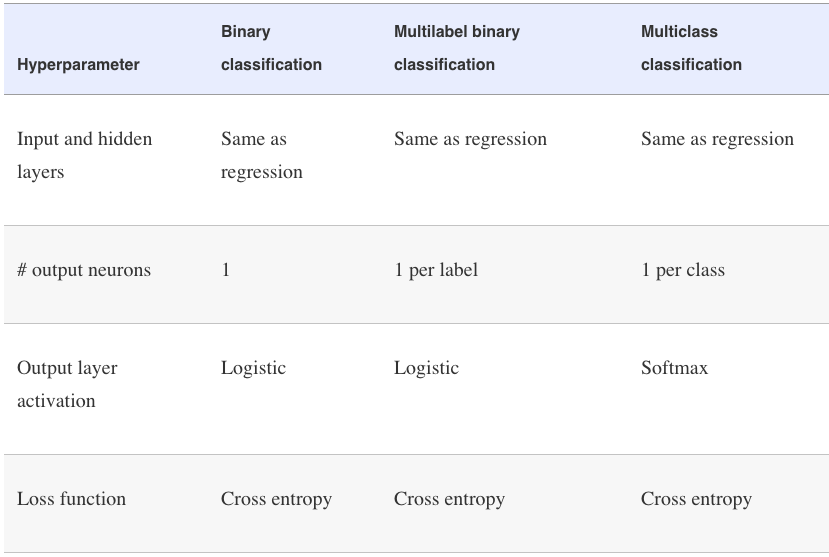 Hyperparameter Binary classification Multilabel binary classification Multiclass classification
Input and hidden layers Same as regression Same as regression Same as regression
# output neurons 1 1 per label 1 per class
Output layer activation Logistic Logistic Softmax
Loss function Cross entropy Cross entropy Cross entropy